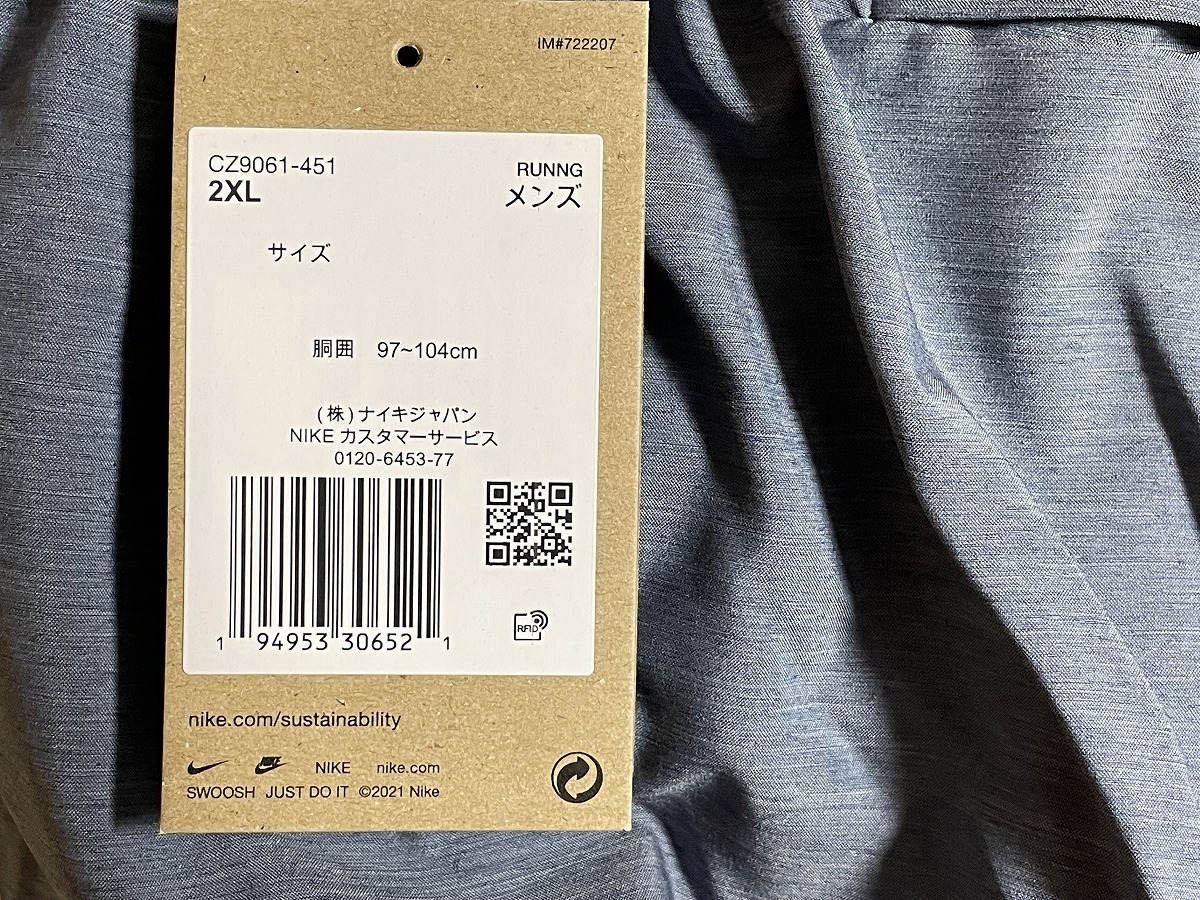 IM#722207
CZ9061-451
RUNNG
2XL
メンズ
サイズ
胴囲 97~104cm
(株)ナイキジャパン
NIKE カスタマーサービス
0120-6453-77
RFID
1 94953 30652 1
nike.com/sustainability
NIKE nike.com
SWOOSH JUST DO IT ©2021 Nike